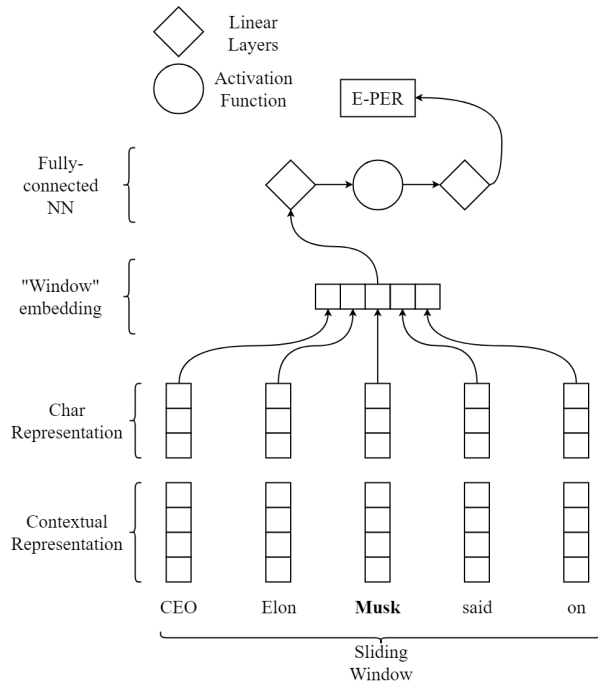 Linear
Layers
Activation
Function
E-PER
Fully-
connected
NN
"Window"
embedding
Char
Representation
Contextual
Representation
CEO Elon Musk said on
Sliding
Window